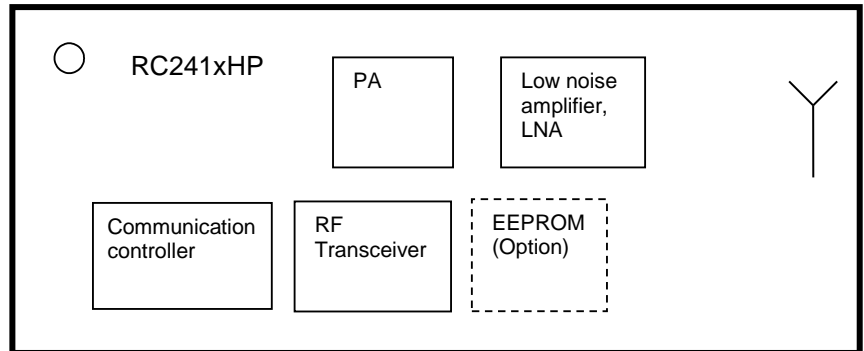 RC241xHP
PA
Low noise
amplifier,
LNA
Communication
controller
RF
Transceiver
EEPROM
(Option)